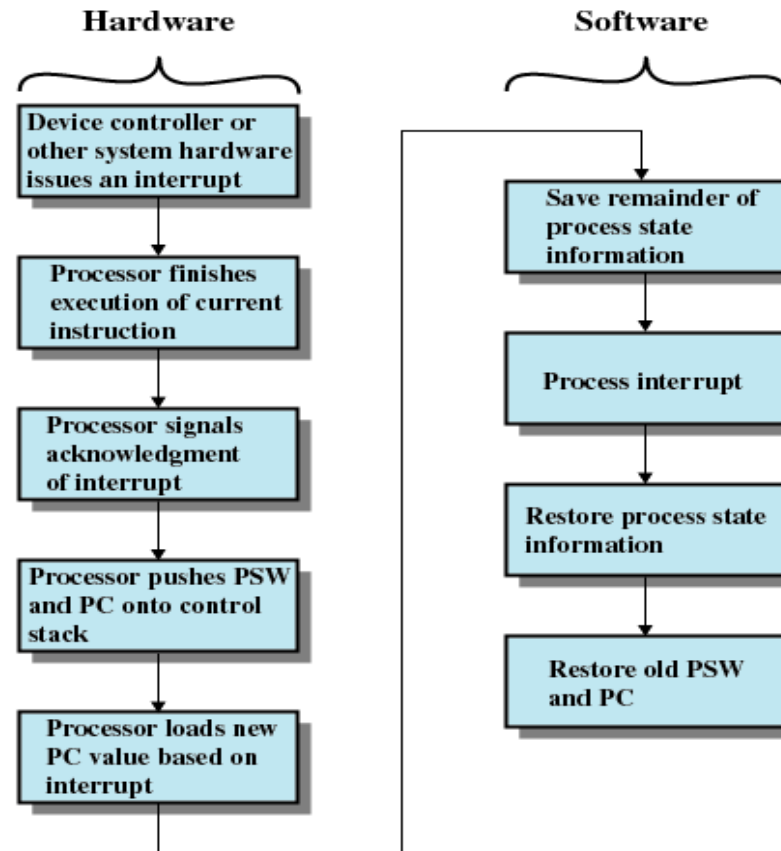 Hardware
Device controller or
other system hardware
issues an interrupt
Processor finishes
execution of current
instruction
Processor signals
acknowledgment
of interrupt
Processor pushes PSW
and PC onto control
stack
Processor loads new
PC value based on
interrupt
Software
Save remainder of
process state
information
Process interrupt
Restore process state
information
Restore old PSW
and PC